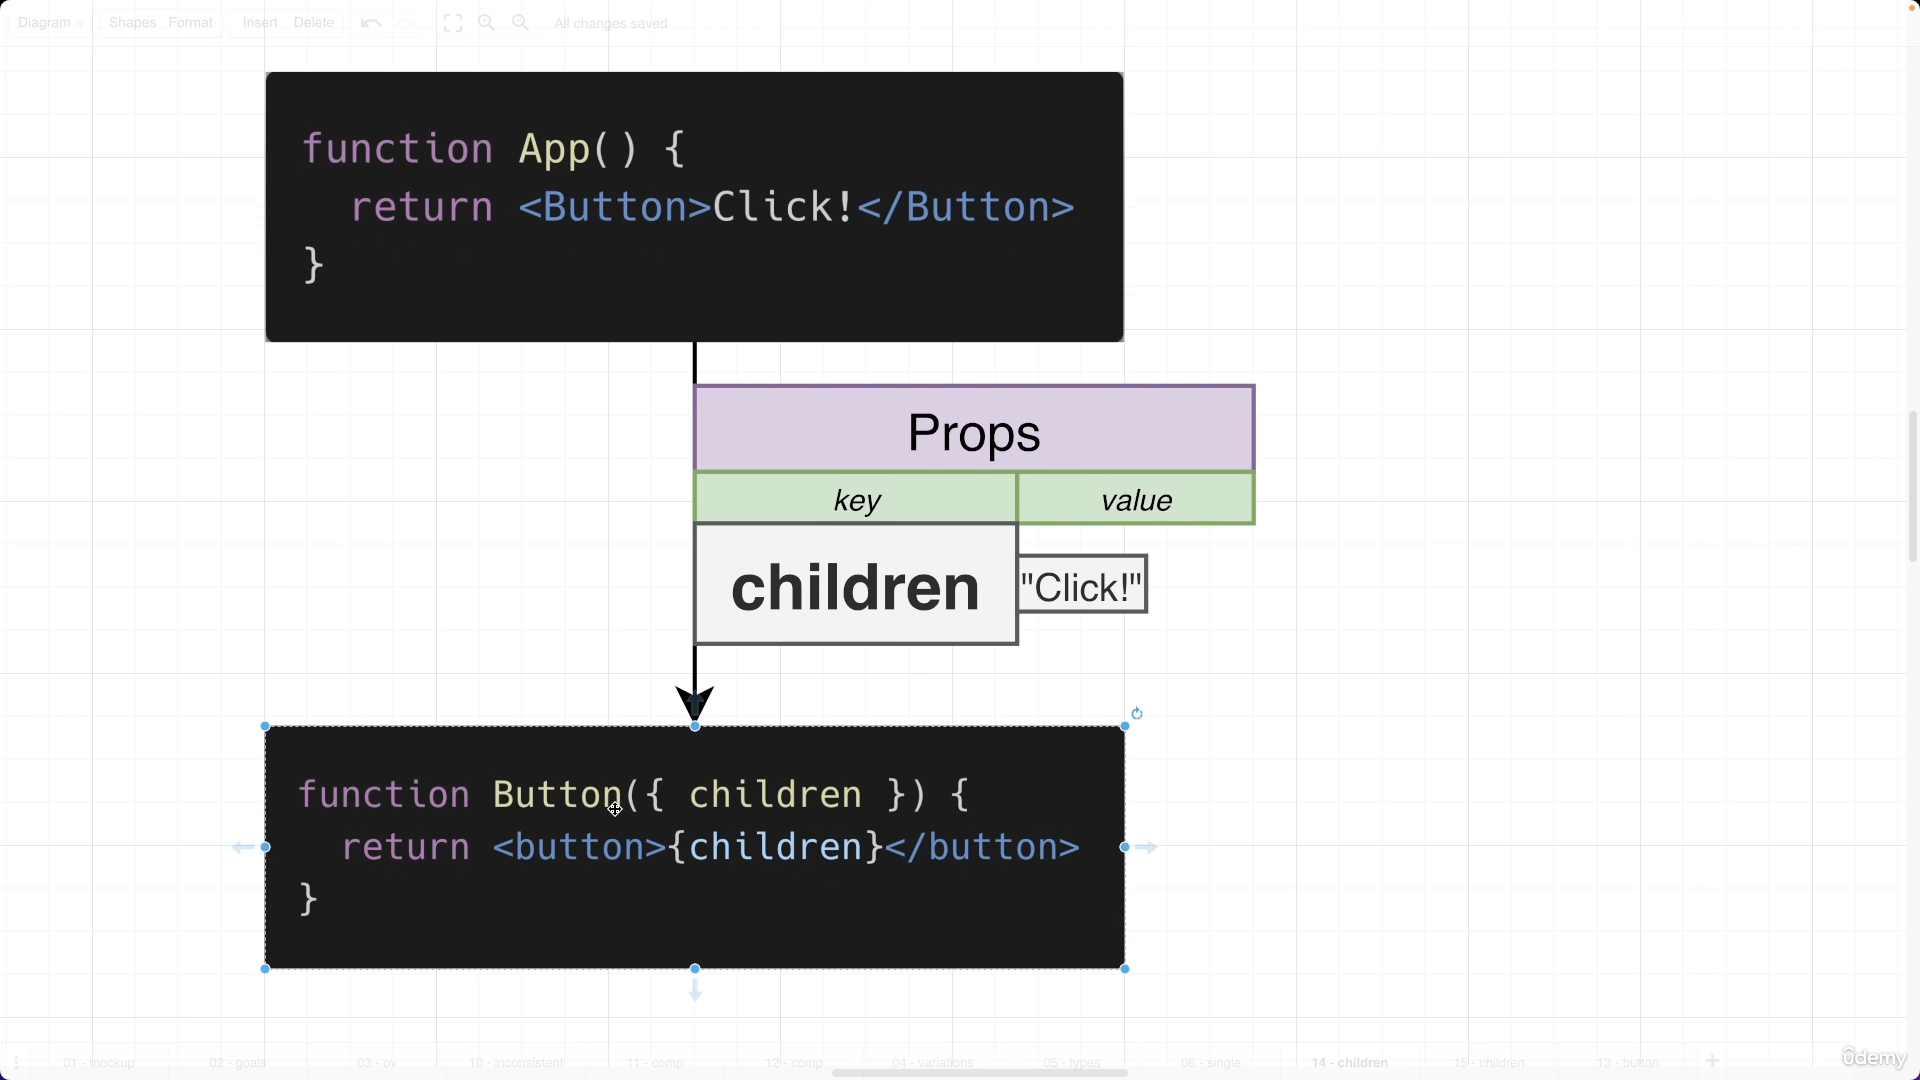 Diagram Shapes Format Insert Delete All changes saved
function App() {
return <Button>Click!</Button>
}
Props
key value
children "Click!"
function Button({ children }) {
return <button>{children}</button>
}
01 - mockup 02 - goals 03 - ov 10 - inconsistent 11 - comp 12 - comp 04 - variations 05 - types 06 - single 14 - children 15 - children 13 - button
ûdemy